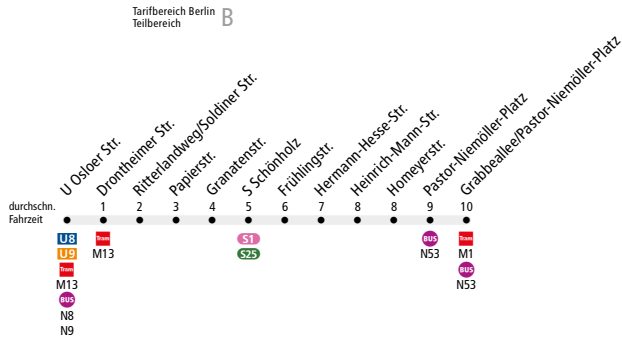 Tarifbereich Berlin
Teilbereich
B
U Osloer Str.
Drontheimer Str.
Ritterlandweg/Soldiner Str.
Papierstr.
Granatenstr.
S Schönholz
Frühlingstr.
Hermann-Hesse-Str.
Heinrich-Mann-Str.
Homeyerstr.
Pastor-Niemöller-Platz
Grabbeallee/Pastor-Niemöller-Platz
durchschn.
Fahrzeit
1 2 3 4 5 6 7 8 8 9 10
U8
U9
Tram
M13
BUS
N8
N9
Tram
M13
S1
S25
BUS
N53
Tram
M1
BUS
N53